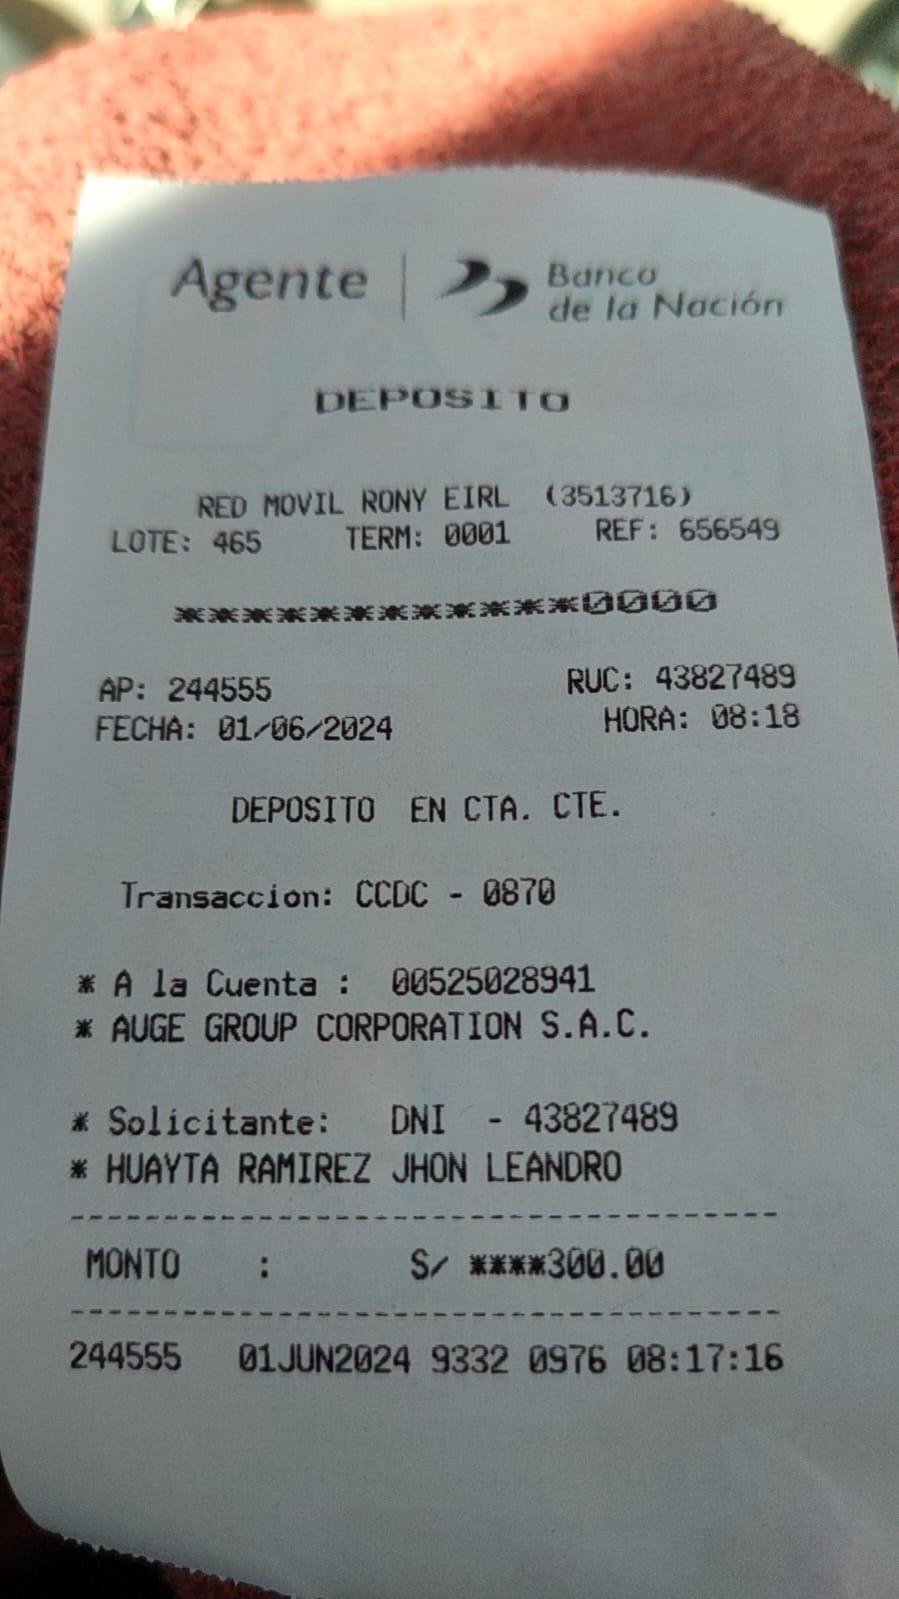 Agente | Banco
de la Nación
DEPOSITO
RED MOVIL RONY EIRL (3513716)
LOTE: 465 TERM: 0001 REF: 656549
************0000
AP: 244555 RUC: 43827489
FECHA: 01/06/2024 HORA: 08:18
DEPOSITO EN CTA. CTE.
Transaccion: CCDC - 0870
* A la Cuenta : 00525028941
* AUGE GROUP CORPORATION S.A.C.
* Solicitante: DNI - 43827489
* HUAYTA RAMIREZ JHON LEANDRO
MONTO : S/ ****300.00
244555 01JUN2024 9332 0976 08:17:16